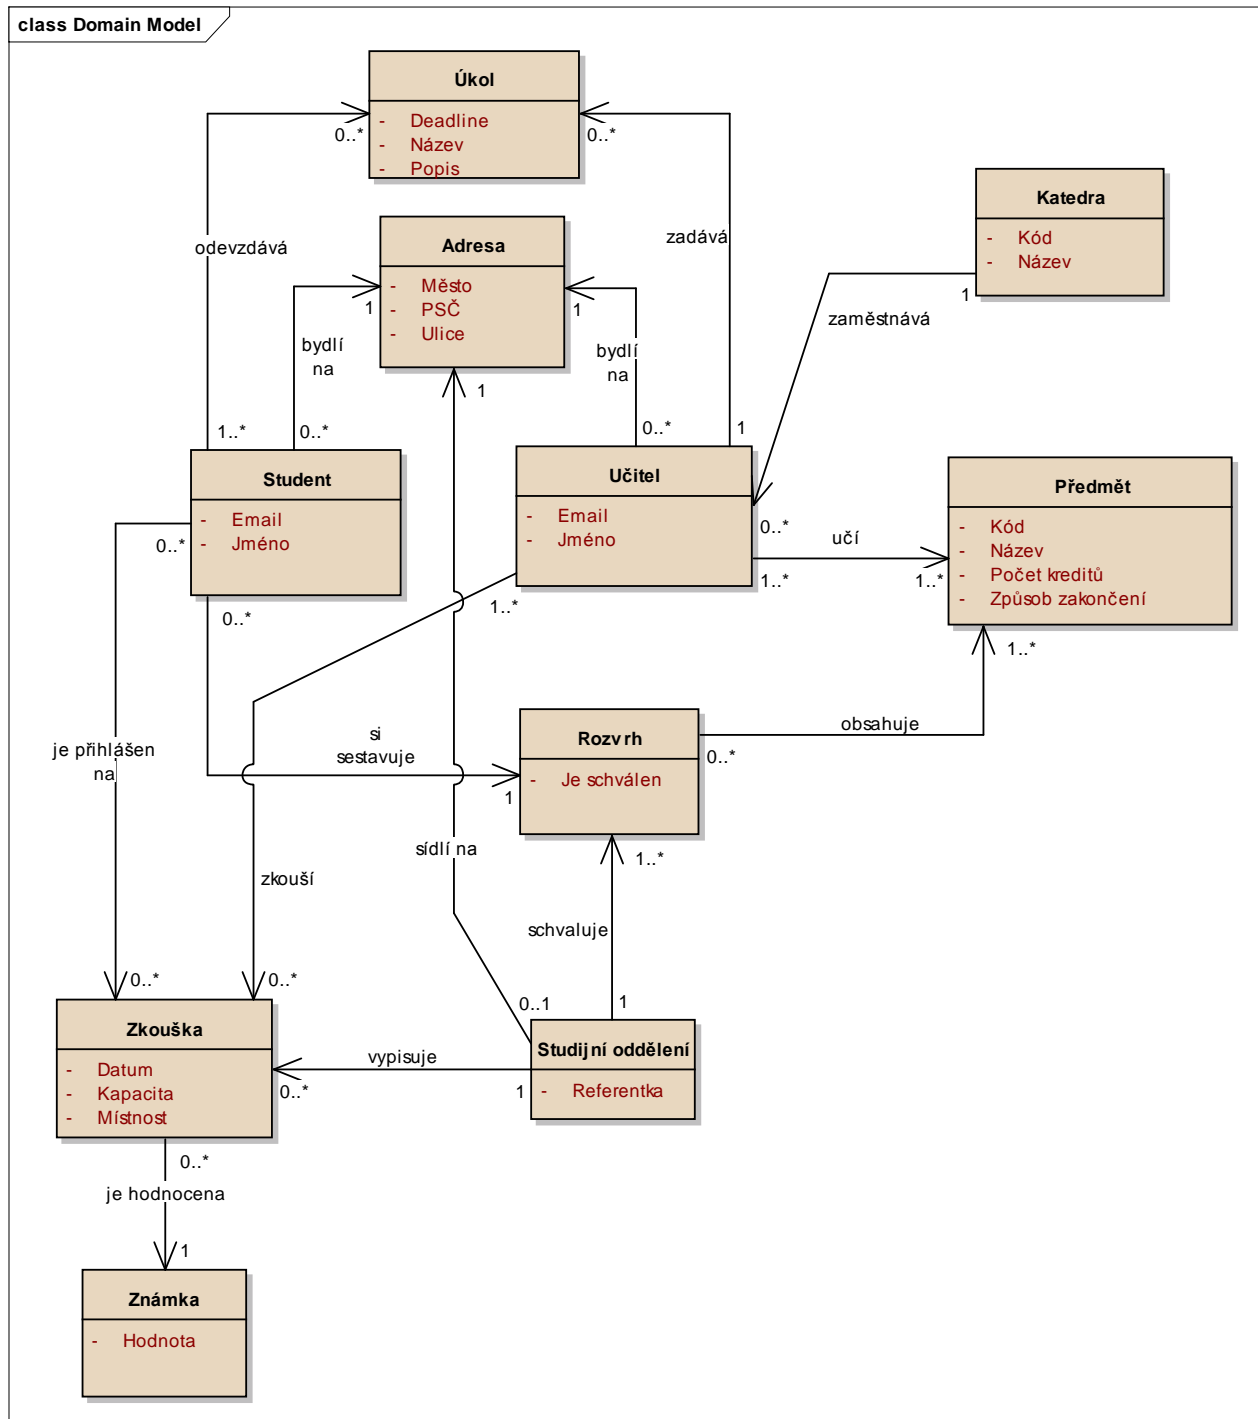 class Domain Model
Úkol
- Deadline
- Název
- Popis
0..*
0..*
odevzdává
zadává
Adresa
- Město
- PSČ
- Ulice
1
1
1
bydlí
na
bydlí
na
Katedra
- Kód
- Název
1
zaměstnává
1..*
0..*
0..*
1
Student
- Email
- Jméno
0..*
0..*
Učitel
- Email
- Jméno
0..*
1..*
1..*
učí
1..*
Předmět
- Kód
- Název
- Počet kreditů
- Způsob zakončení
1..*
je přihlášen
na
si
sestavuje
1
Rozvrh
- Je schválen
0..*
obsahuje
1..*
zkouší
sídlí na
schvaluje
0..*
0..*
0..1
1
Zkouška
- Datum
- Kapacita
- Místnost
0..*
vypisuje
1
Studijní oddělení
- Referentka
0..*
je hodnocena
1
Známka
- Hodnota